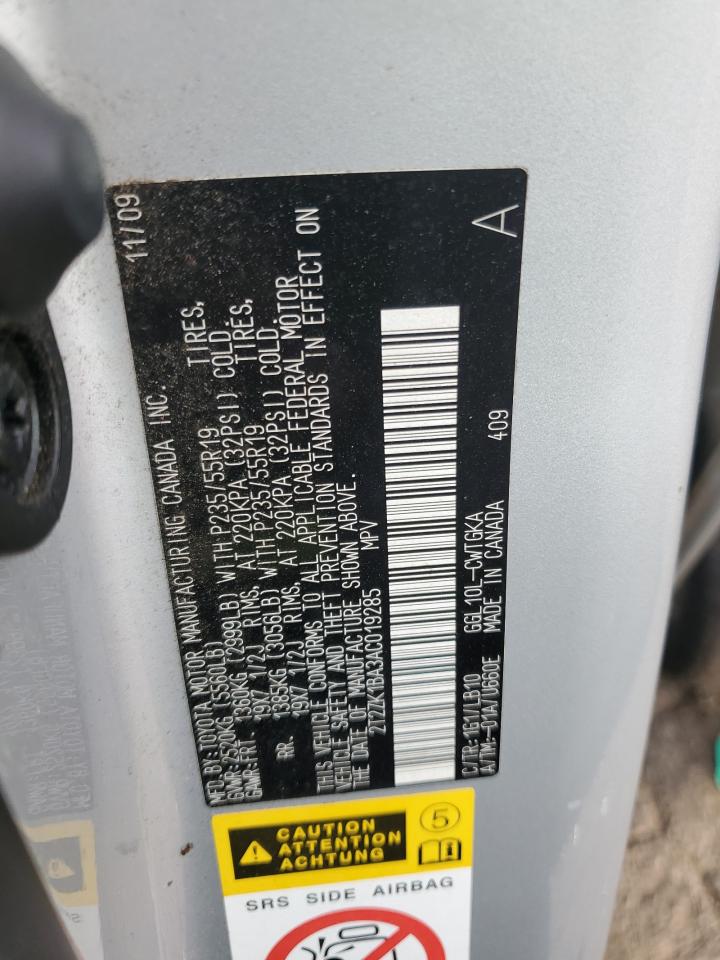 MFD BY: TOYOTA MOTOR MANUFACTURING CANADA INC. 11/09
GVWR:2520KG (5560LB)
GAWR:FRT 1360KG (2999LB) WITH P235/55R19 TIRES,
19X7 1/2J RIMS, AT 220KPA (32PSI) COLD.
RR. 1385KG (3056LB) WITH P235/55R19 TIRES,
19X7 1/2J RIMS, AT 220KPA (32PSI) COLD.
THIS VEHICLE CONFORMS TO ALL APPLICABLE FEDERAL MOTOR
VEHICLE SAFETY AND THEFT PREVENTION STANDARDS IN EFFECT ON
THE DATE OF MANUFACTURE SHOWN ABOVE.
2T2ZK1BA3AC019285 MPV
C/TR:1G1/LB10 GGL10L-CWTGKA
A/TM:-01A/U660E MADE IN CANADA 409
A
CAUTION
ATTENTION
ACHTUNG
5
SRS SIDE AIRBAG